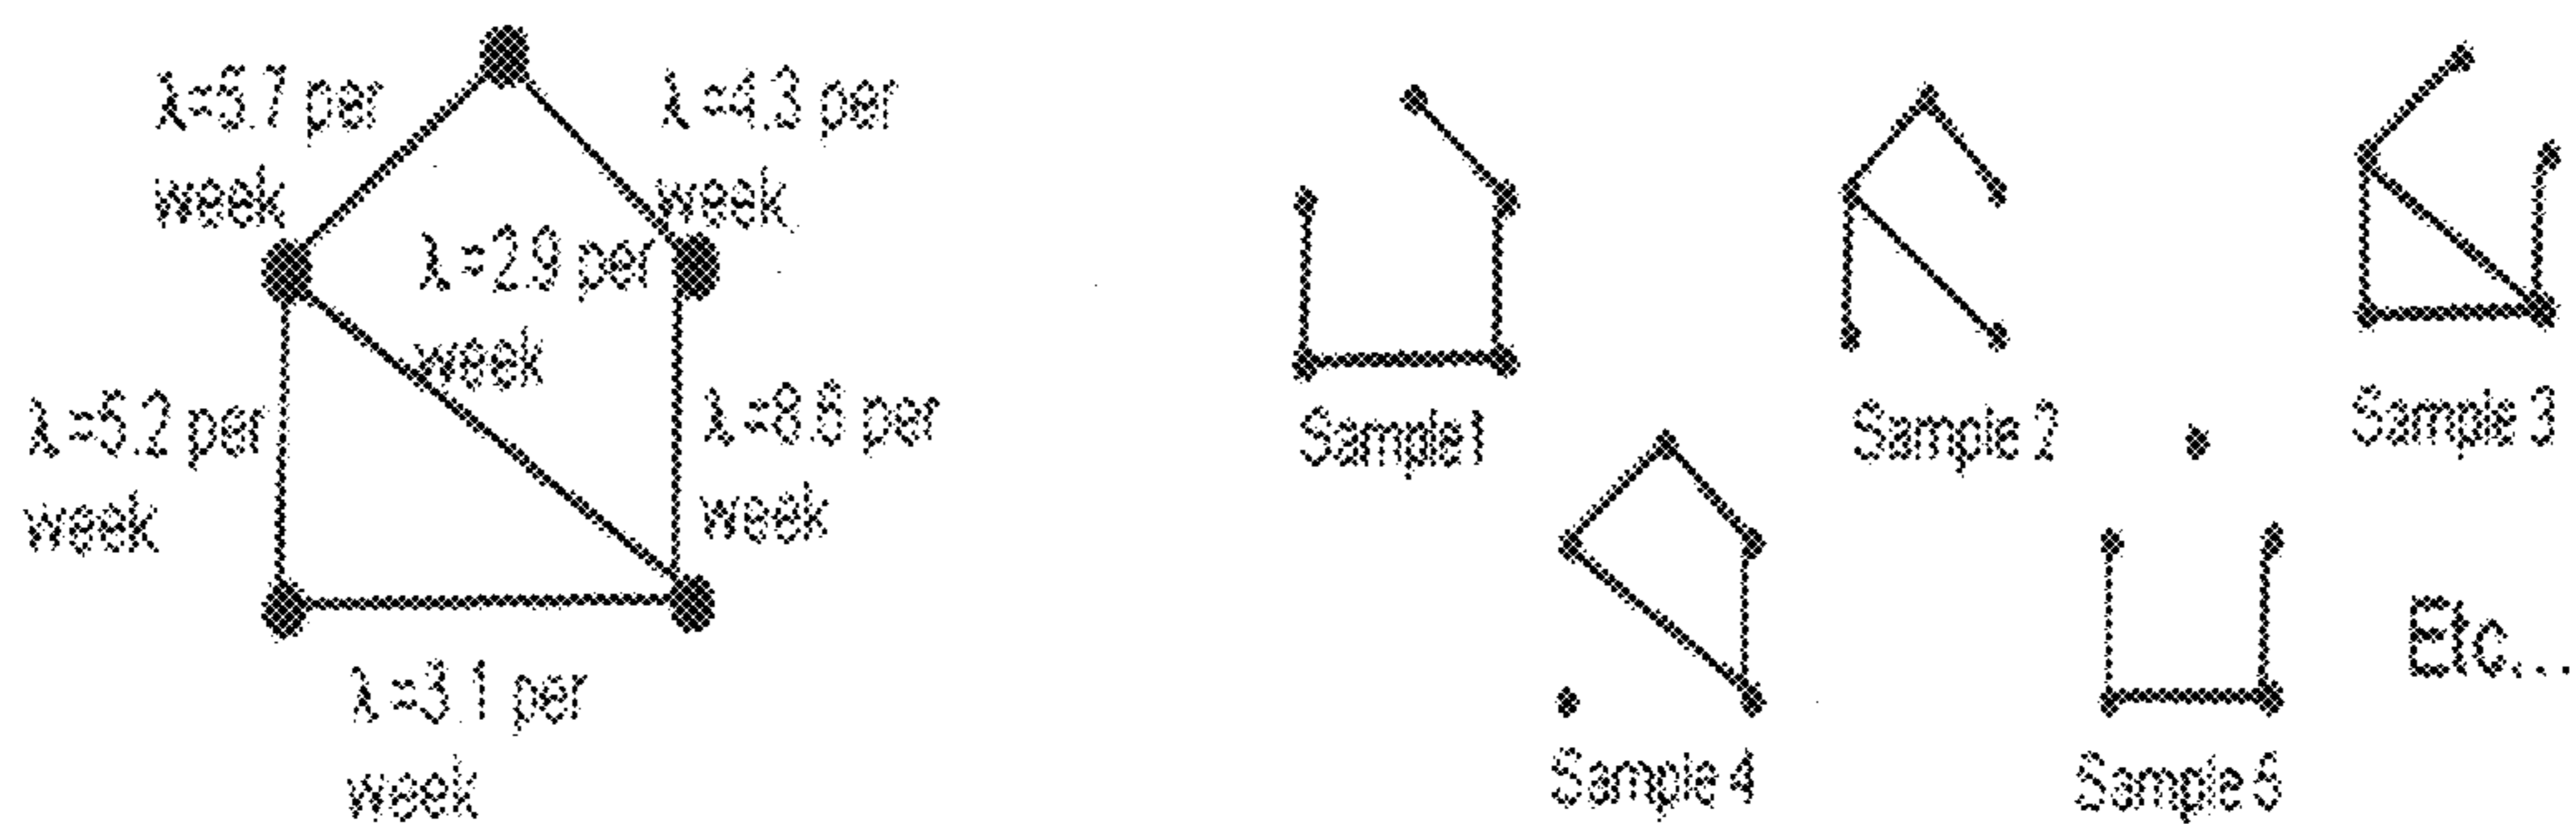 λ=5.7 per
week
λ=4.3 per
week
λ=2.9 per
week
λ=5.2 per
week
λ=8.6 per
week
λ=3.1 per
week
Sample 1
Sample 2
Sample 3
Sample 4
Sample 5
Etc...